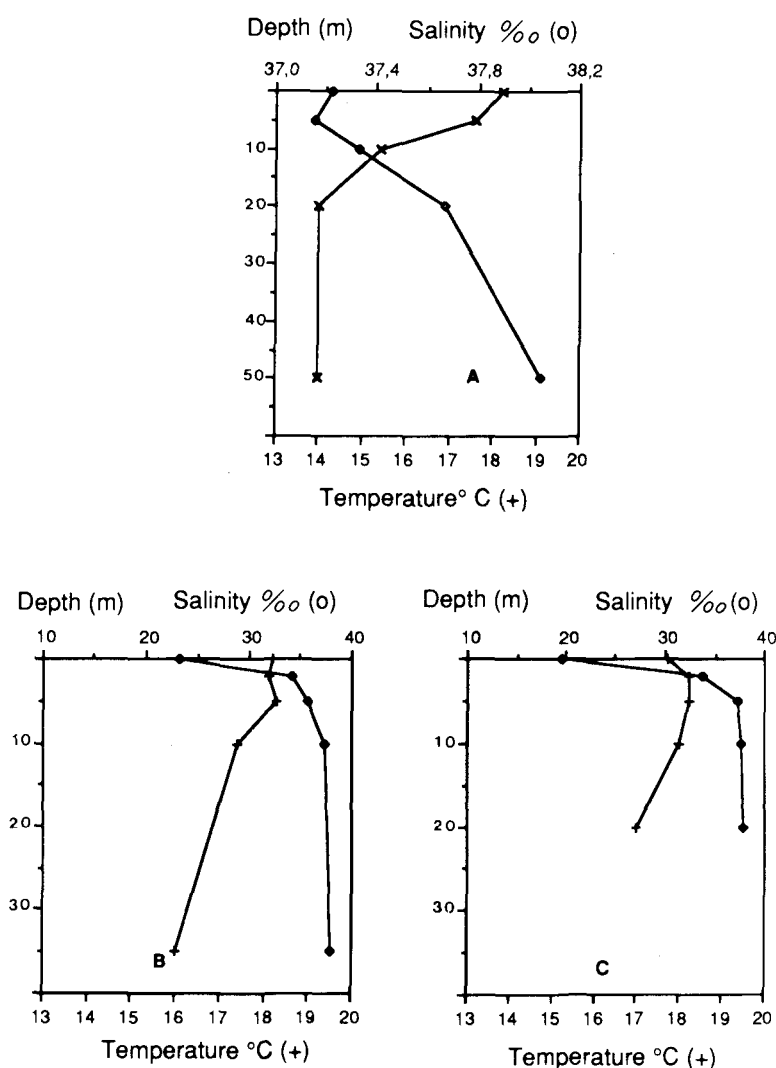 Depth (m) Salinity ‰ (o)
37,0 37,4 37,8 38,2
10
20
30
40
50
A
13 14 15 16 17 18 19 20
Temperature° C (+)
Depth (m) Salinity ‰ (o)
10 20 30 40
10
20
30
B
13 14 15 16 17 18 19 20
Temperature °C (+)
Depth (m) Salinity ‰ (o)
10 20 30 40
10
20
30
C
13 10 15 16 17 18 19 20
Temperature °C (+)